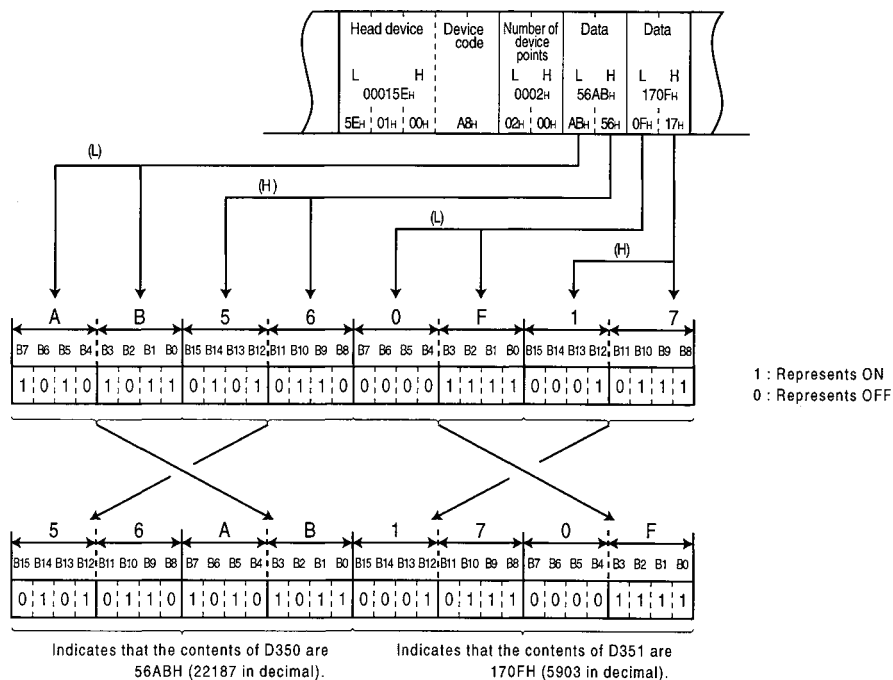 Head device Device code Number of device points Data Data
L H L H L H L H
00015EH 0002H 56ABH 170FH
5EH 01H 00H A8H 02H 00H ABH 56H 0FH 17H
(L)
(H)
(L)
(H)
A B 5 6 0 F 1 7
B7 B6 B5 B4 B3 B2 B1 B0 B15 B14 B13 B12 B11 B10 B9 B8 B7 B6 B5 B4 B3 B2 B1 B0 B15 B14 B13 B12 B11 B10 B9 B8
1 0 1 0 1 0 1 1 0 1 0 1 0 1 1 0 0 0 0 0 1 1 1 1 0 0 0 1 0 1 1 1
1 : Represents ON
0 : Represents OFF
5 6 A B 1 7 0 F
B15 B14 B13 B12 B11 B10 B9 B8 B7 B6 B5 B4 B3 B2 B1 B0 B15 B14 B13 B12 B11 B10 B9 B8 B7 B6 B5 B4 B3 B2 B1 B0
0 1 0 1 0 1 1 0 1 0 1 0 1 0 1 1 0 0 0 1 0 1 1 1 0 0 0 0 1 1 1 1
Indicates that the contents of D350 are
56ABH (22187 in decimal).
Indicates that the contents of D351 are
170FH (5903 in decimal).